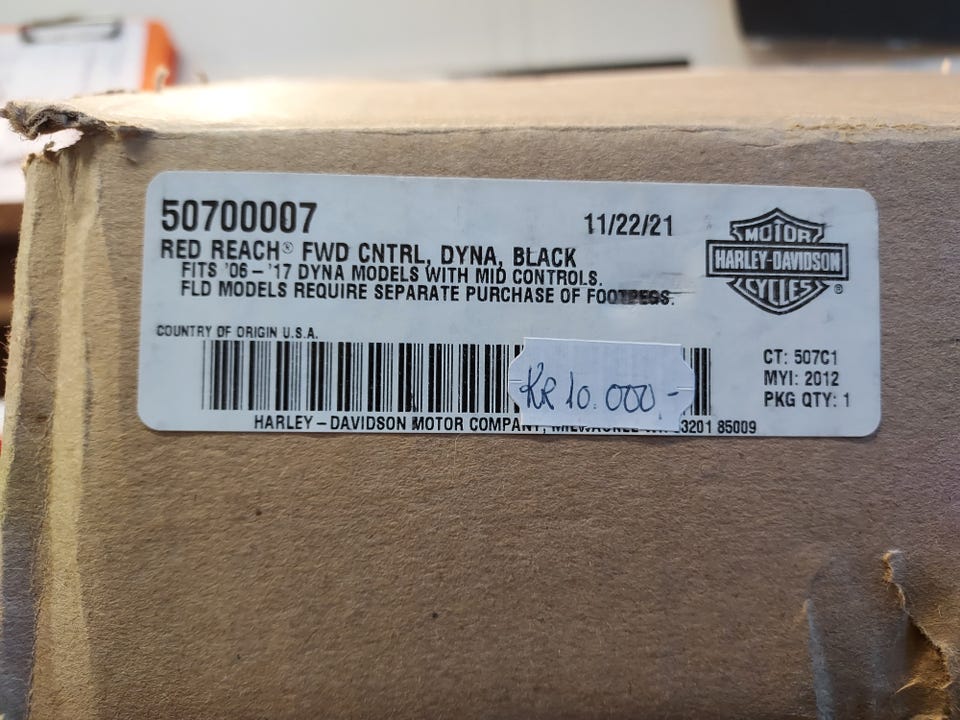 50700007
11/22/21
RED REACH® FWD CNTRL, DYNA, BLACK
FITS '06 - '17 DYNA MODELS WITH MID CONTROLS.
FLD MODELS REQUIRE SEPARATE PURCHASE OF FOOTPEGS.
MOTOR
HARLEY-DAVIDSON
CYCLES
®
COUNTRY OF ORIGIN U.S.A.
CT: 507C1
MYI: 2012
PKG QTY: 1
KR 10.000,-
HARLEY-DAVIDSON MOTOR COMPANY, 53201 85009